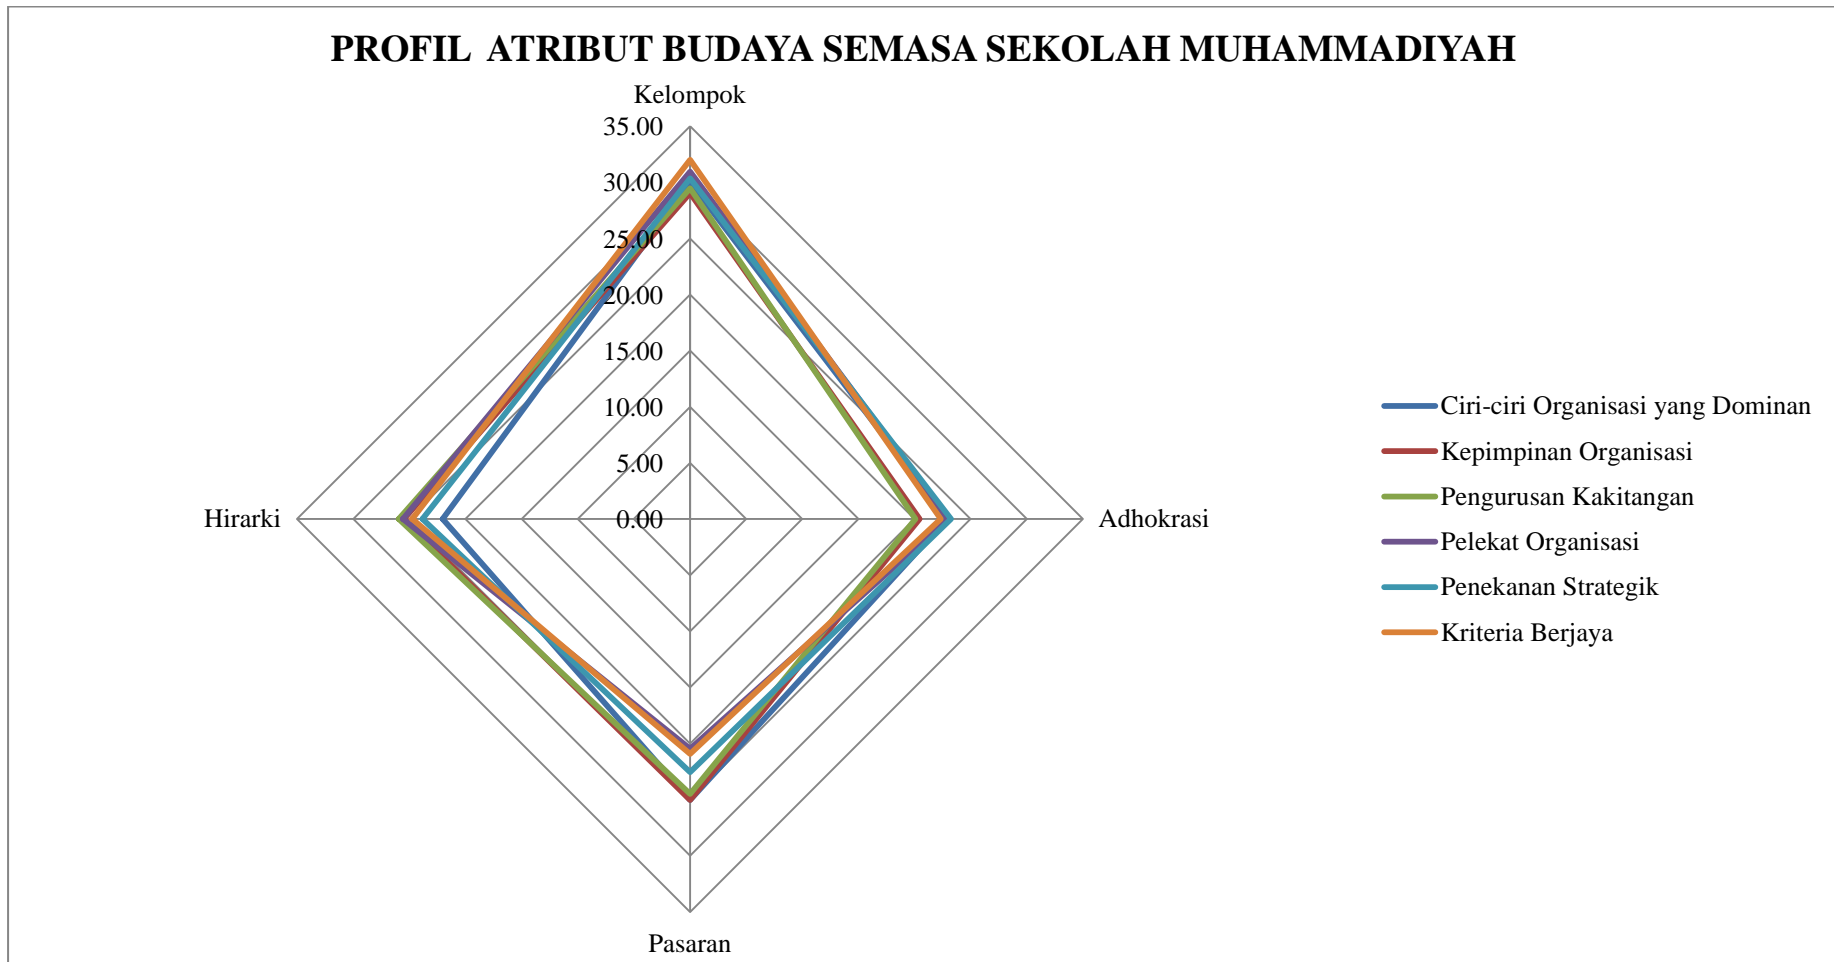 PROFIL ATRIBUT BUDAYA SEMASA SEKOLAH MUHAMMADIYAH
Kelompok
35.00
30.00
25.00
20.00
15.00
10.00
5.00
0.00
Hirarki
Adhokrasi
Pasaran
Ciri-ciri Organisasi yang Dominan
Kepimpinan Organisasi
Pengurusan Kakitangan
Pelekat Organisasi
Penekanan Strategik
Kriteria Berjaya